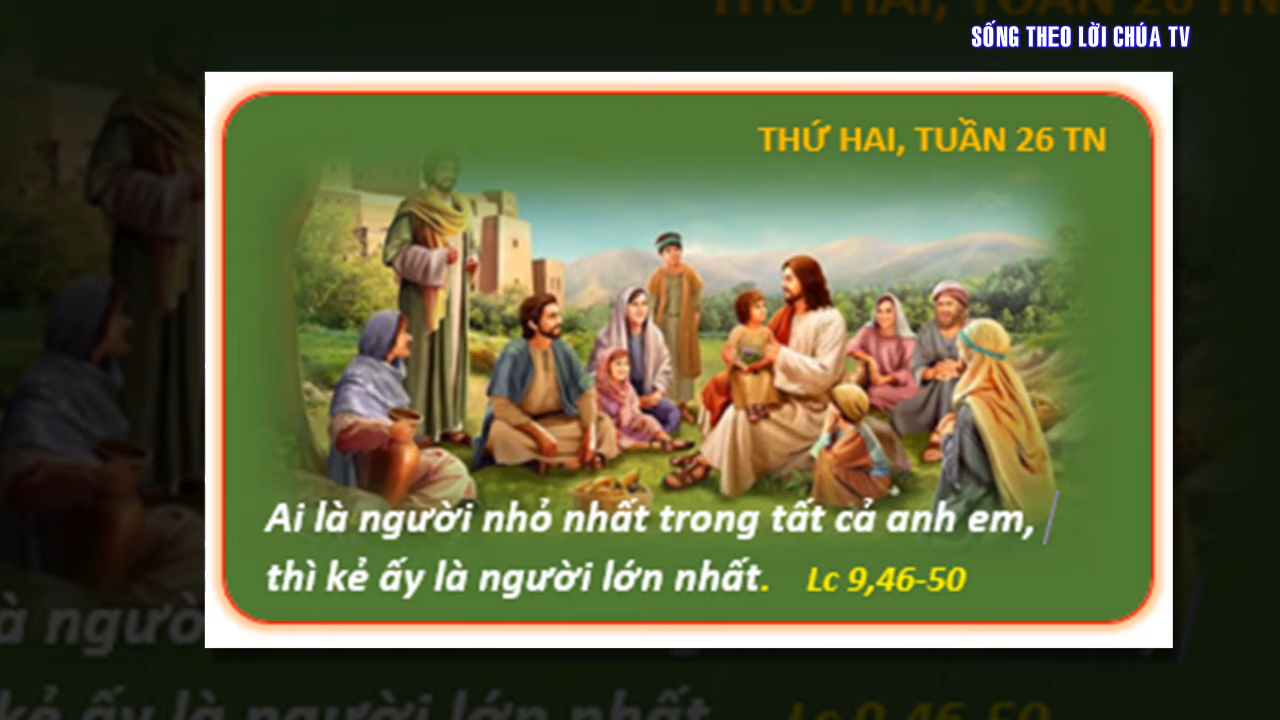 SỐNG THEO LỜI CHÚA TV
THỨ HAI, TUẦN 26 TN
Ai là người nhỏ nhất trong tất cả anh em,
thì kẻ ấy là người lớn nhất. Lc 9,46-50